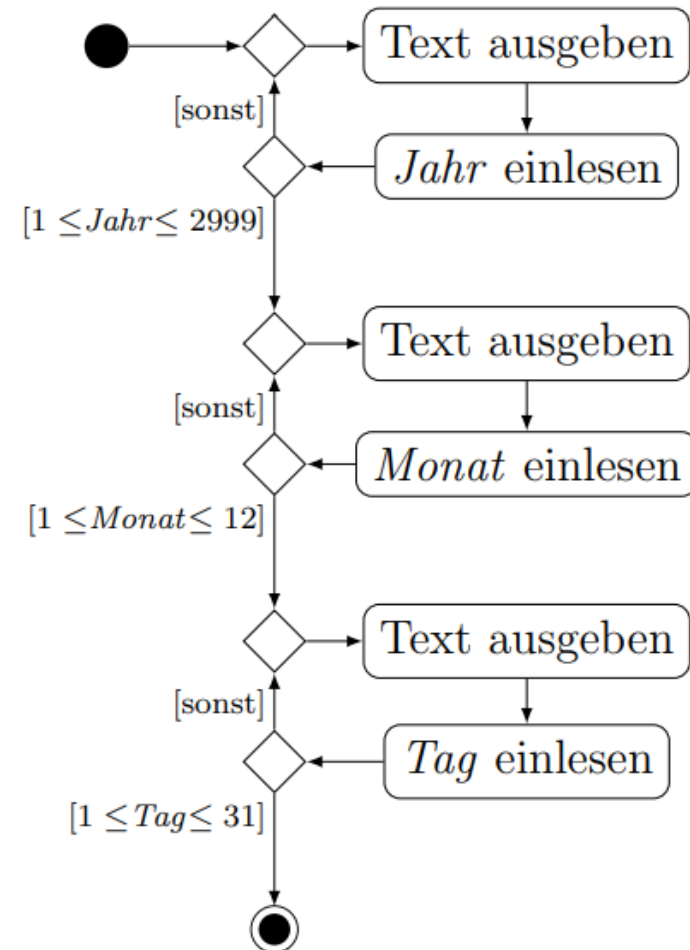 Text ausgeben
[sonst]
Jahr einlesen
[1 ≤Jahr≤ 2999]
Text ausgeben
[sonst]
Monat einlesen
[1 ≤Monat≤ 12]
Text ausgeben
[sonst]
Tag einlesen
[1 ≤Tag≤ 31]